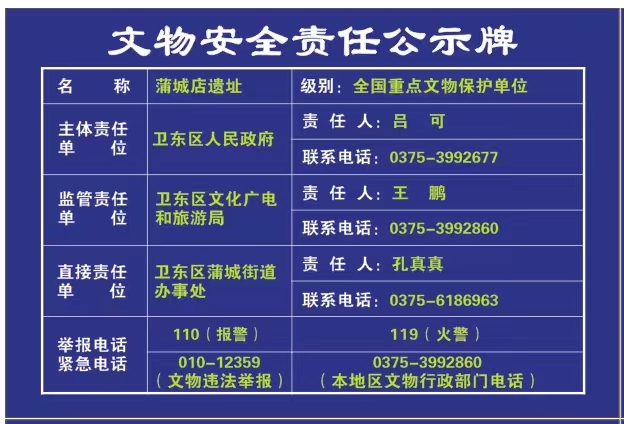 文物安全责任公示牌
名 称 蒲城店遗址 级别：全国重点文物保护单位
主体责任
单 位
卫东区人民政府
责 任 人：吕 可
联系电话：0375-3992677
监管责任
单 位
卫东区文化广电
和旅游局
责 任 人：王 鹏
联系电话：0375-3992860
直接责任
单 位
卫东区蒲城街道
办事处
责 任 人：孔真真
联系电话：0375-6186963
举报电话
紧急电话
110（报警） 119（火警）
010-12359
（文物违法举报）
0375-3992860
（本地区文物行政部门电话）